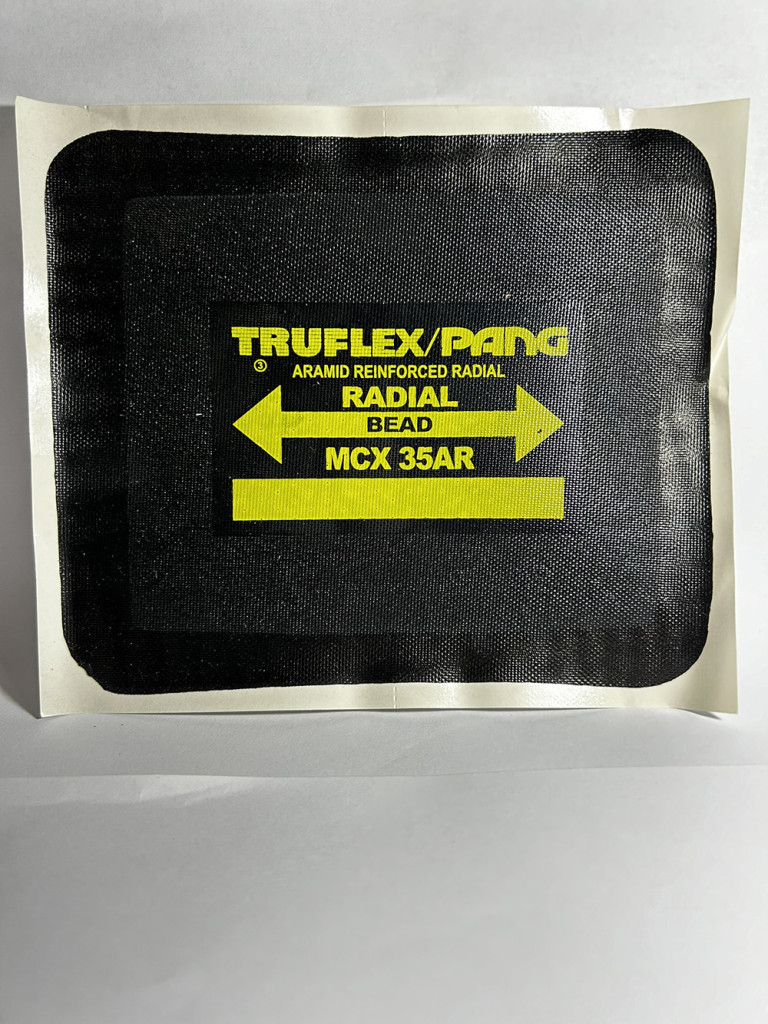 TRUFLEX/PANG
③ ARAMID REINFORCED RADIAL
RADIAL
BEAD
MCX 35AR